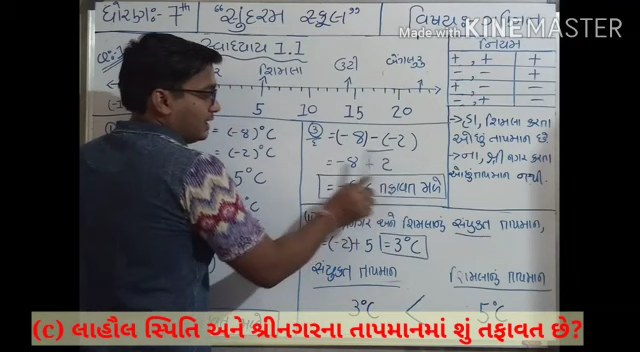 ધોરણ:- 7th "સુંદરમ સ્કૂલ" વિષય:- ગણિત
Made with KINEMASTER
સ્વાધ્યાય 1.1
નિયમ
શિમલા ઉટી બેંગલુરુ
5 10 15 20
+ , + +
- , - +
+ , - -
- , + -
= (-8)°C
= (-2)°C
5°C
°C
3 = (-8) - (-2)
= -8 + 2
તફાવત મળે
→ હા, શિમલા કરતા
ઓછું તાપમાન છે
→ ના, શ્રીનગર કરતા
ઓછું તાપમાન નથી.
નગર અને શિમલાનું સંયુક્ત તાપમાન,
= (-2) + 5 = 3°C
સંયુક્ત તાપમાન શિમલાનું તાપમાન
3°C < 5°C
(c) લાહૌલ સ્પિતિ અને શ્રીનગરના તાપમાનમાં શું તફાવત છે?